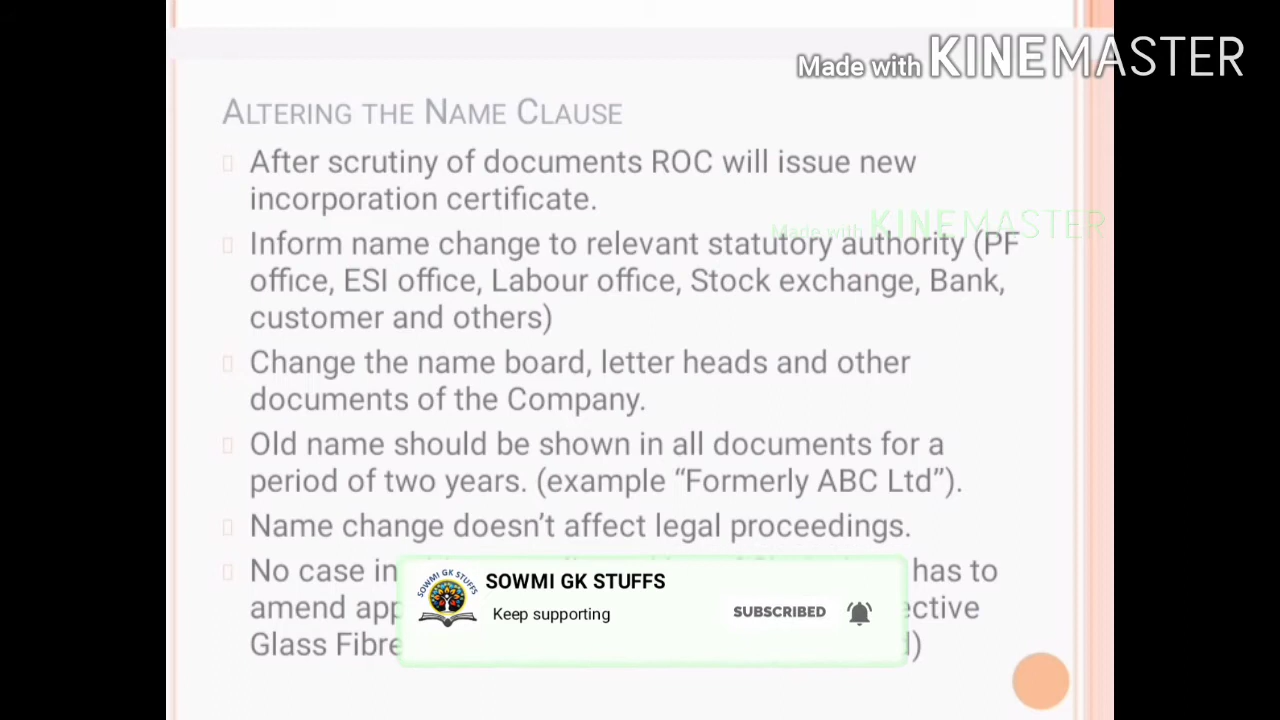 Made with KINEMASTER
ALTERING THE NAME CLAUSE
After scrutiny of documents ROC will issue new
incorporation certificate.
Made with KINEMASTER
Inform name change to relevant statutory authority (PF
office, ESI office, Labour office, Stock exchange, Bank,
customer and others)
Change the name board, letter heads and other
documents of the Company.
Old name should be shown in all documents for a
period of two years. (example “Formerly ABC Ltd”).
Name change doesn’t affect legal proceedings.
No case in has to
amend
Glass
SOWMI GK STUFFS
Keep supporting
SUBSCRIBED